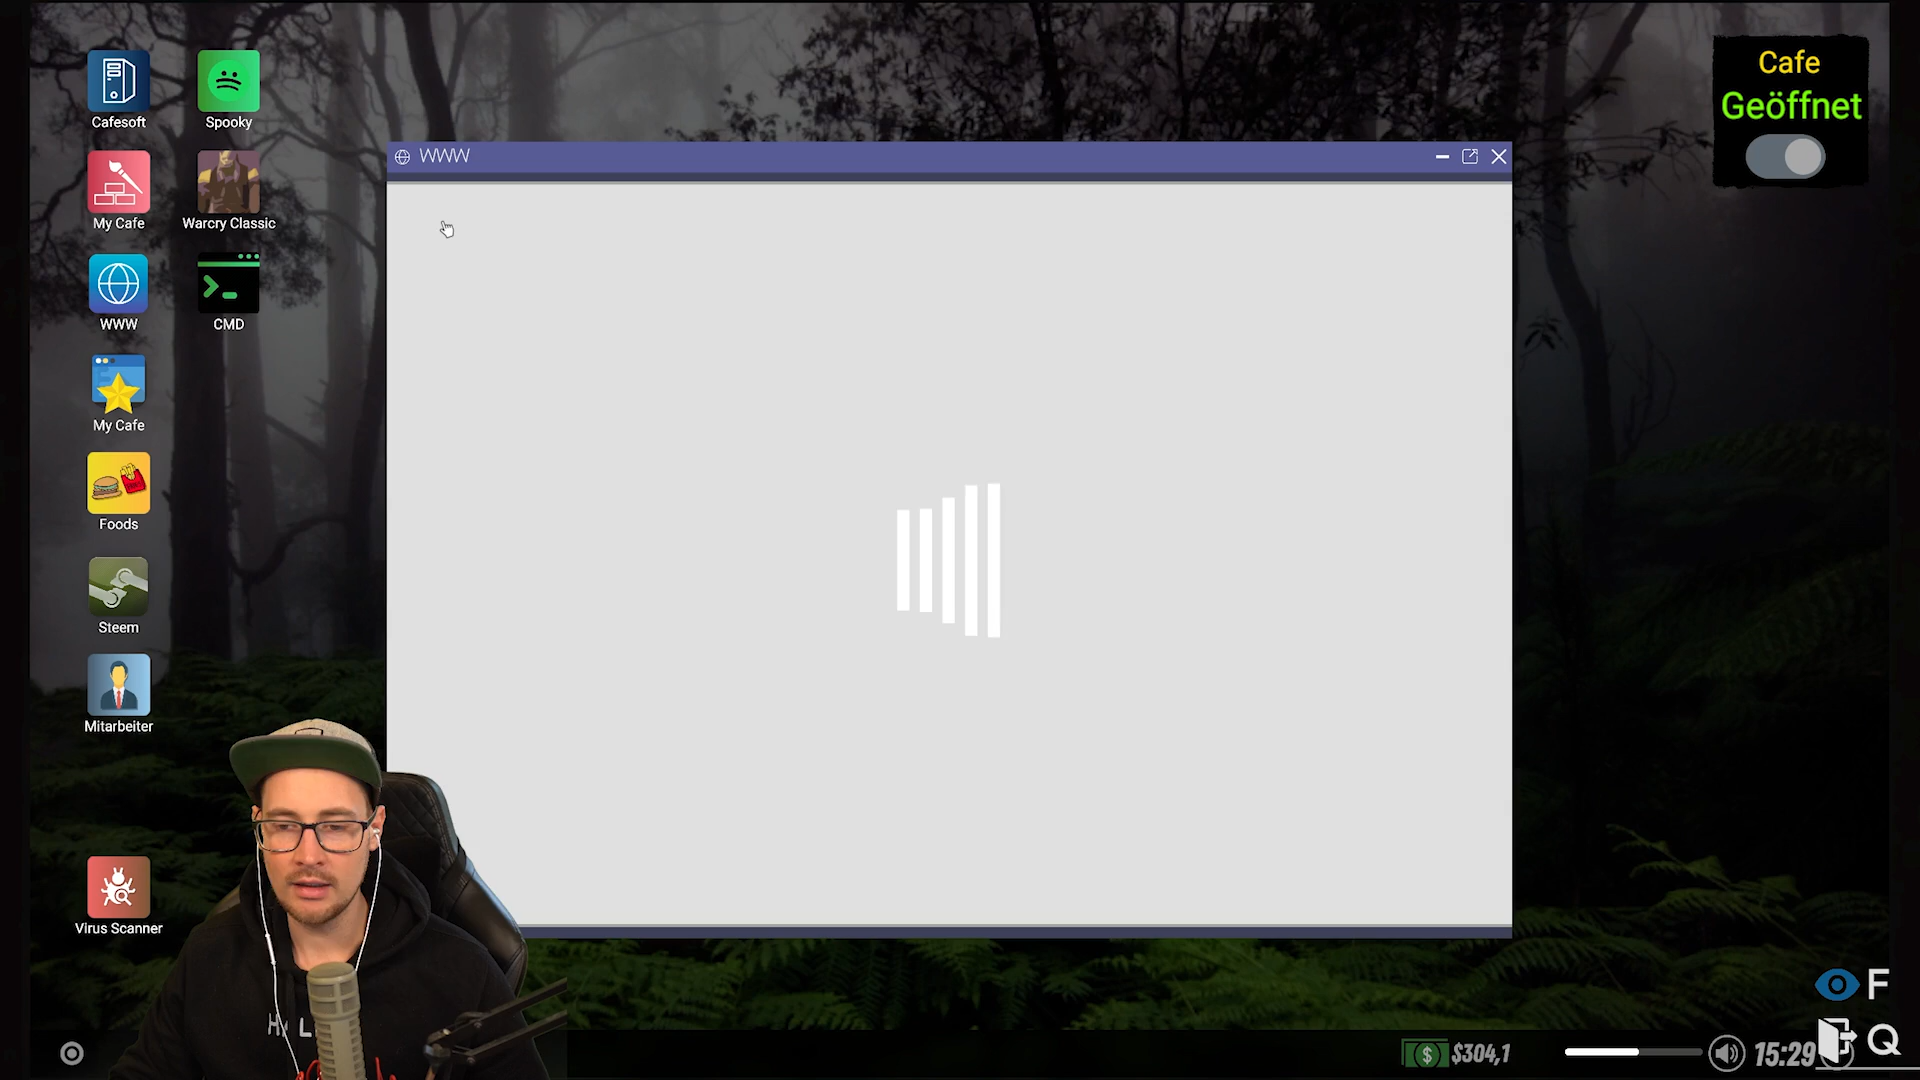 Cafesoft
Spooky
My Cafe
Warcry Classic
WWW
CMD
My Cafe
Foods
Steem
Mitarbeiter
Virus Scanner
WWW
Cafe
Geöffnet
F
Q
$304,1
15:29